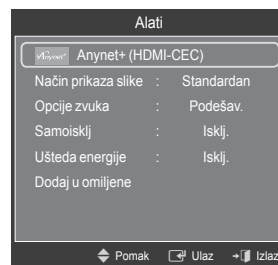 Alati
Anynet+ Anynet+ (HDMI-CEC)
Način prikaza slike : Standardan
Opcije zvuka : Podešav.
Samoisklj : Isklj.
Ušteda energije : Isklj.
Dodaj u omiljene
Pomak Ulaz Izlaz